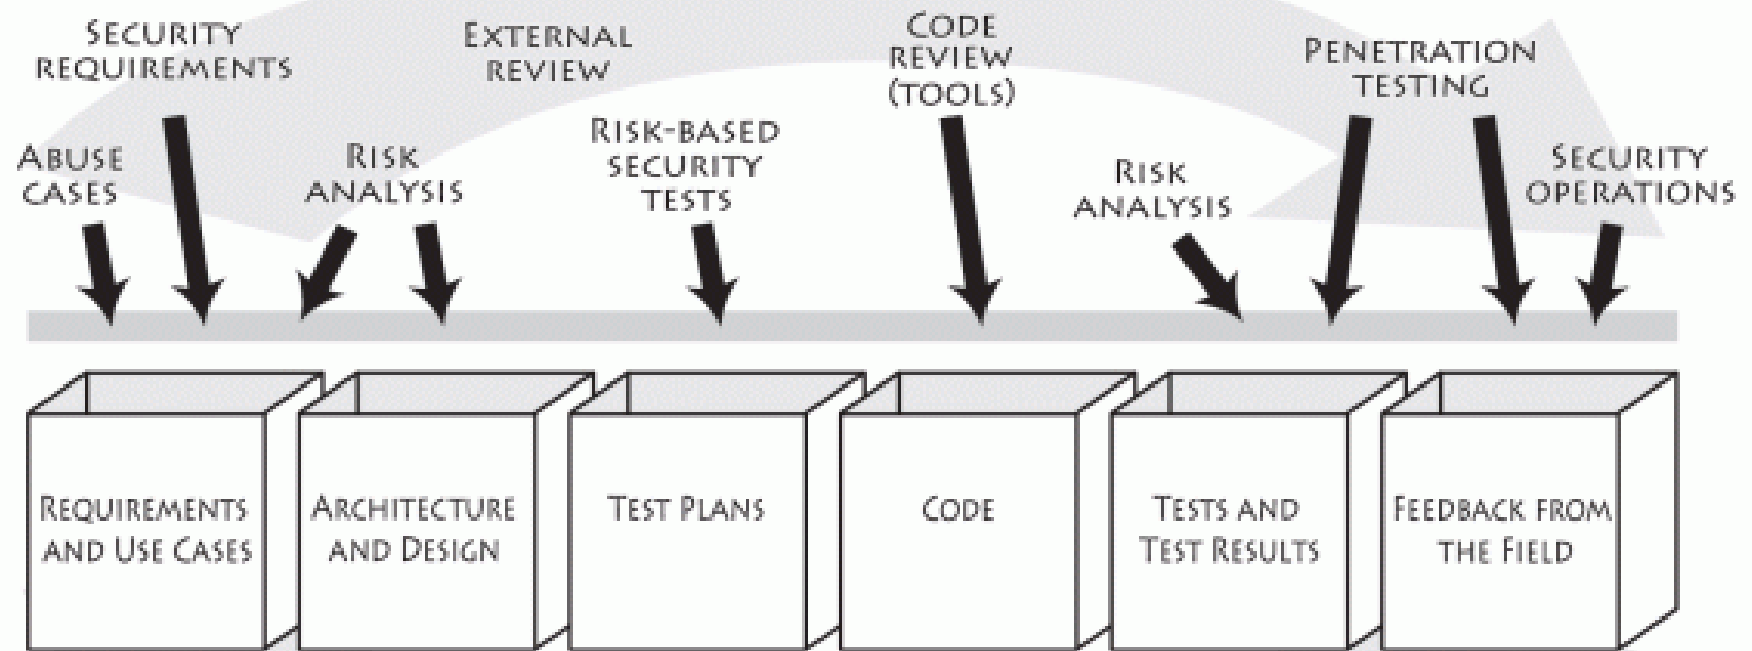 SECURITY
REQUIREMENTS
EXTERNAL
REVIEW
CODE
REVIEW
(TOOLS)
PENETRATION
TESTING
ABUSE
CASES
RISK
ANALYSIS
RISK-BASED
SECURITY
TESTS
RISK
ANALYSIS
SECURITY
OPERATIONS
REQUIREMENTS
AND USE CASES
ARCHITECTURE
AND DESIGN
TEST PLANS
CODE
TESTS AND
TEST RESULTS
FEEDBACK FROM
THE FIELD